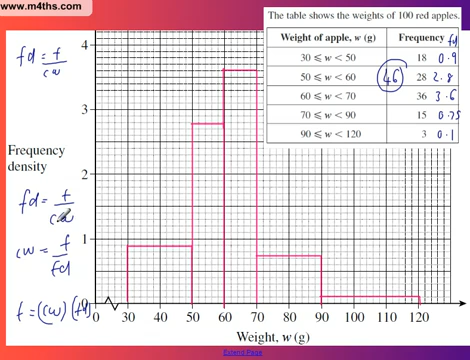 www.m4ths.com
The table shows the weights of 100 red apples.
Weight of apple, w (g) Frequency fd
30 ⩽ w < 50 18 0.9
50 ⩽ w < 60 46 28 2.8
60 ⩽ w < 70 36 3.6
70 ⩽ w < 90 15 0.75
90 ⩽ w < 120 3 0.1
fd = f/cw
4
3
Frequency
density
2
fd = f/cw
1
cw = f/fd
f = (cw)(fd)
0
0 30 40 50 60 70 80 90 100 110 120
Weight, w (g)
Extend Page